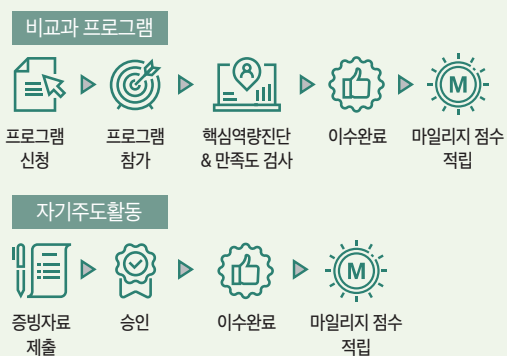 비교과 프로그램
M
프로그램
신청
프로그램
참가
핵심역량진단
& 만족도 검사
이수완료
마일리지 점수
적립
자기주도활동
M
증빙자료
제출
승인
이수완료
마일리지 점수
적립